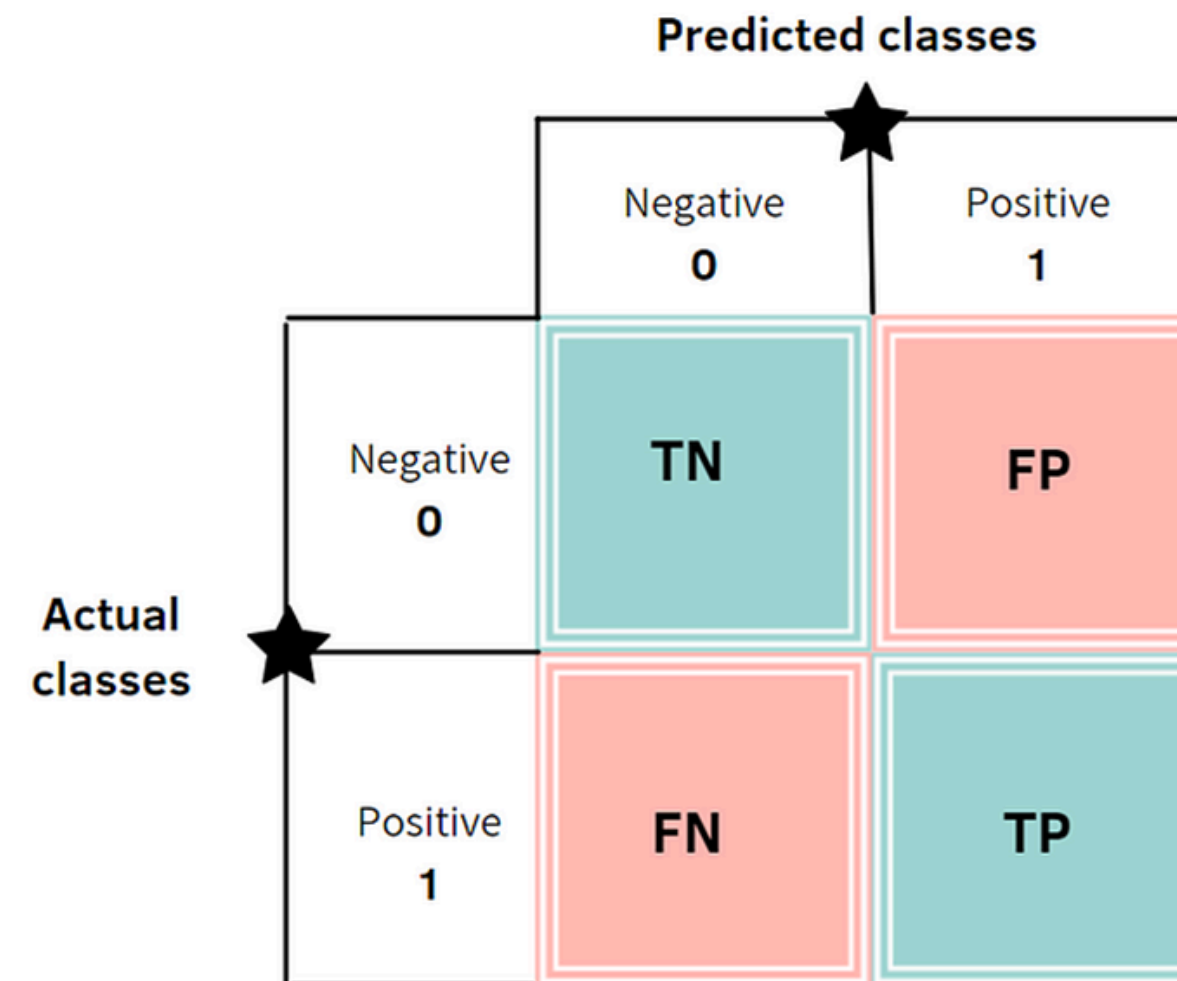 Predicted classes
Negative
Positive
0
1
Negative
0
TN
FP
Actual
classes
Positive
1
FN
TP